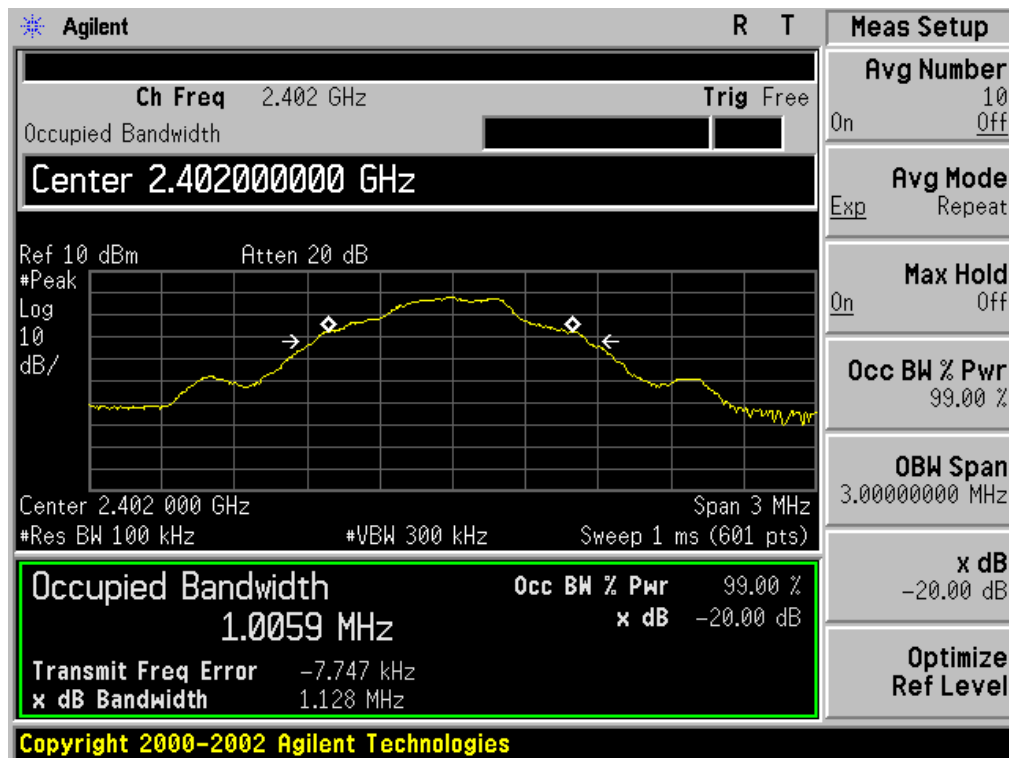 Agilent R T
Ch Freq 2.402 GHz Trig Free
Occupied Bandwidth
Center 2.402000000 GHz
Ref 10 dBm Atten 20 dB
#Peak
Log
10
dB/
Center 2.402 000 GHz Span 3 MHz
#Res BW 100 kHz #VBW 300 kHz Sweep 1 ms (601 pts)
Occupied Bandwidth Occ BW % Pwr 99.00 %
1.0059 MHz x dB -20.00 dB
Transmit Freq Error -7.747 kHz
x dB Bandwidth 1.128 MHz
Copyright 2000-2002 Agilent Technologies
Meas Setup
Avg Number
10
On Off
Avg Mode
Exp Repeat
Max Hold
On Off
Occ BW % Pwr
99.00 %
OBW Span
3.00000000 MHz
x dB
-20.00 dB
Optimize
Ref Level